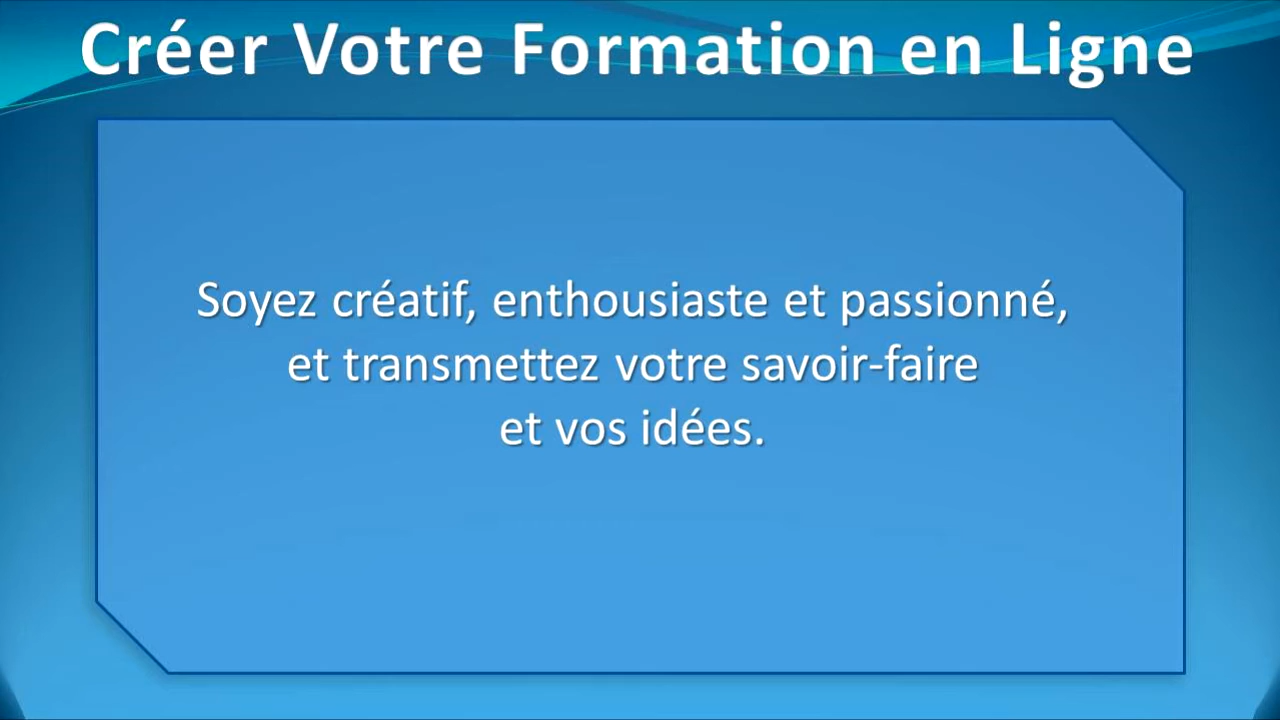 Créer Votre Formation en Ligne
Soyez créatif, enthousiaste et passionné,
et transmettez votre savoir-faire
et vos idées.